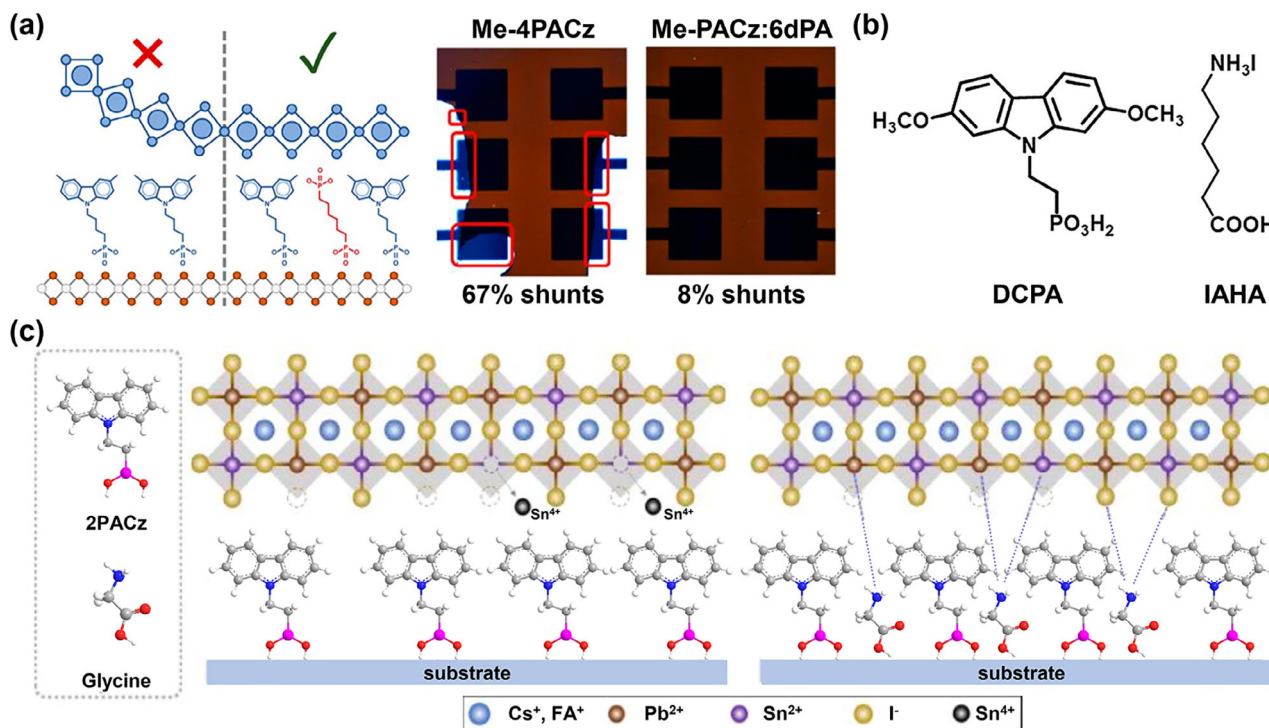 (a)
Me-4PACz
Me-PACz:6dPA
67% shunts
8% shunts
(b)
H₃CO
OCH₃
N
PO₃H₂
DCPA
NH₃I
COOH
IAHA
(c)
2PACz
Glycine
Sn⁴⁺
Sn⁴⁺
substrate
substrate
Cs⁺, FA⁺
Pb²⁺
Sn²⁺
I⁻
Sn⁴⁺